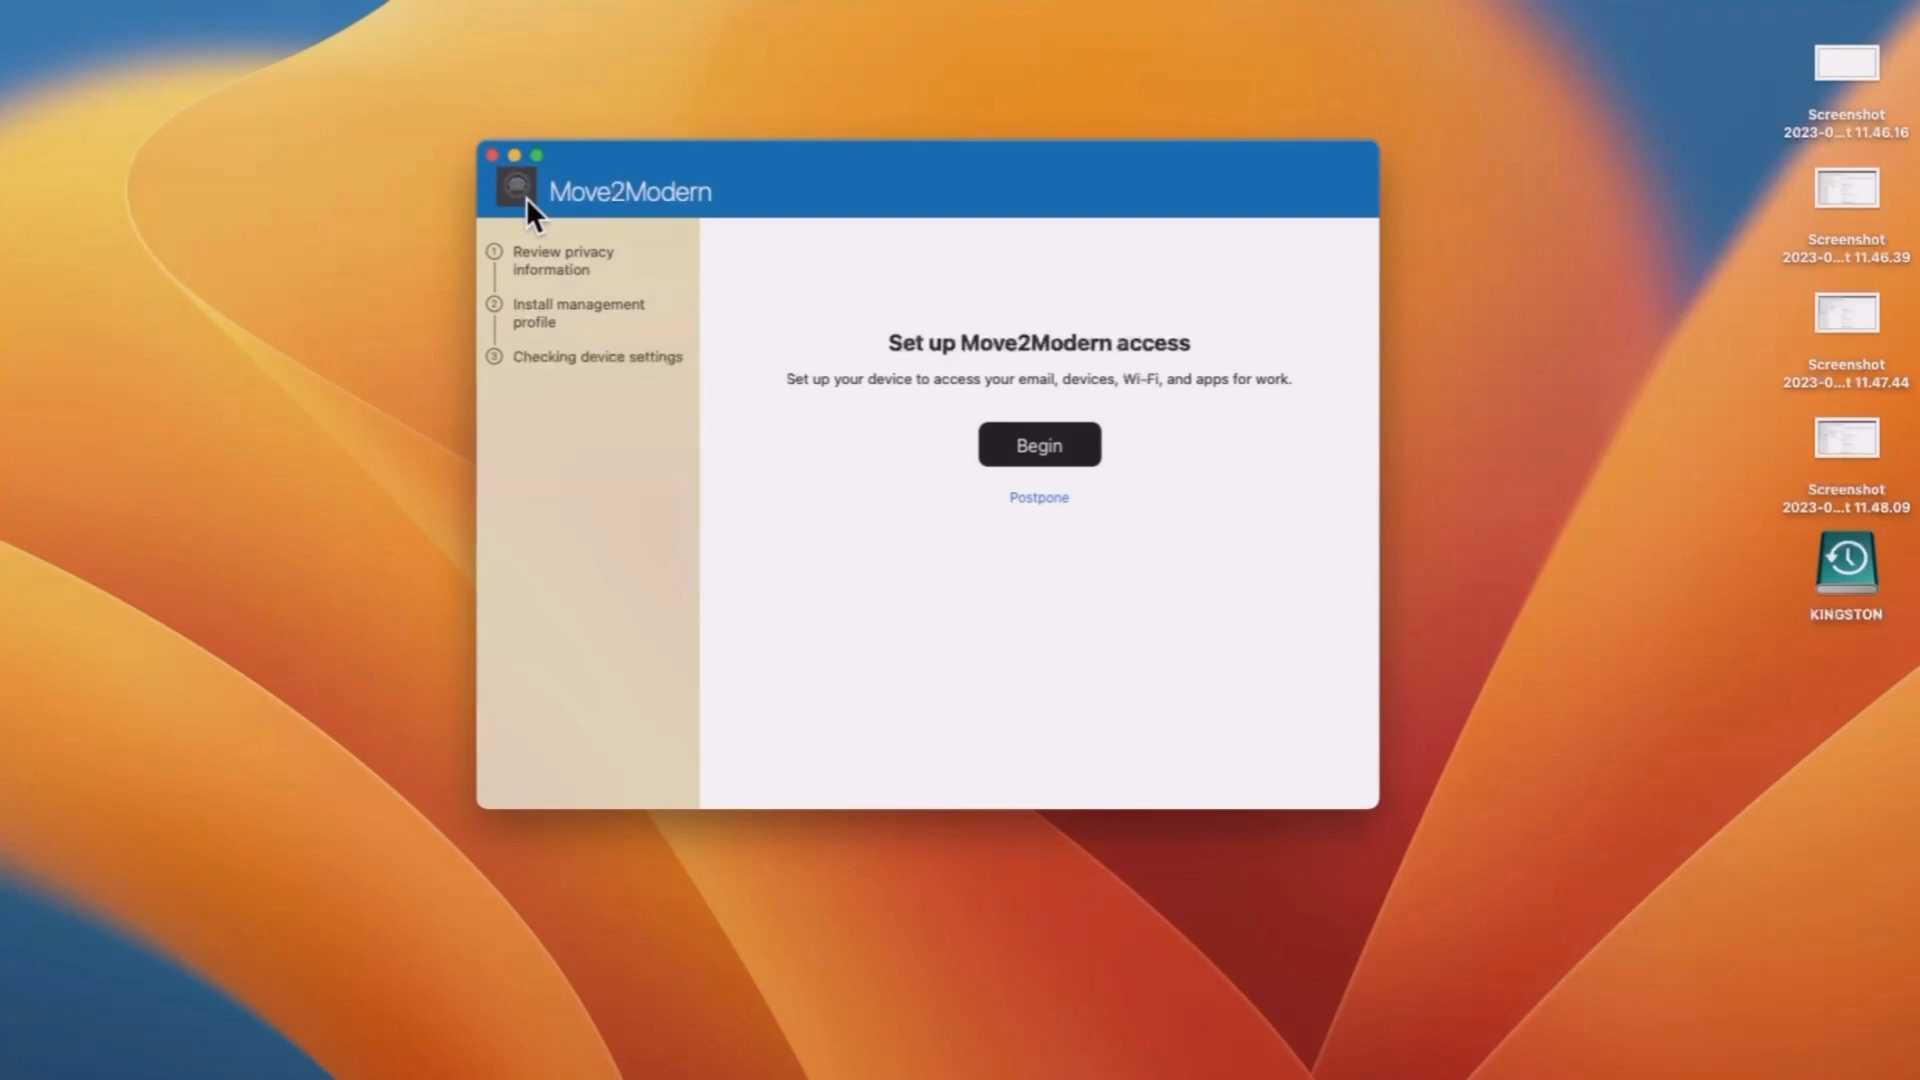 Move2Modern
1 Review privacy
information
2 Install management
profile
3 Checking device settings
Set up Move2Modern access
Set up your device to access your email, devices, Wi-Fi, and apps for work.
Begin
Postpone
Screenshot
2023-0...t 11.46.16
Screenshot
2023-0...t 11.46.39
Screenshot
2023-0...t 11.47.44
Screenshot
2023-0...t 11.48.09
KINGSTON